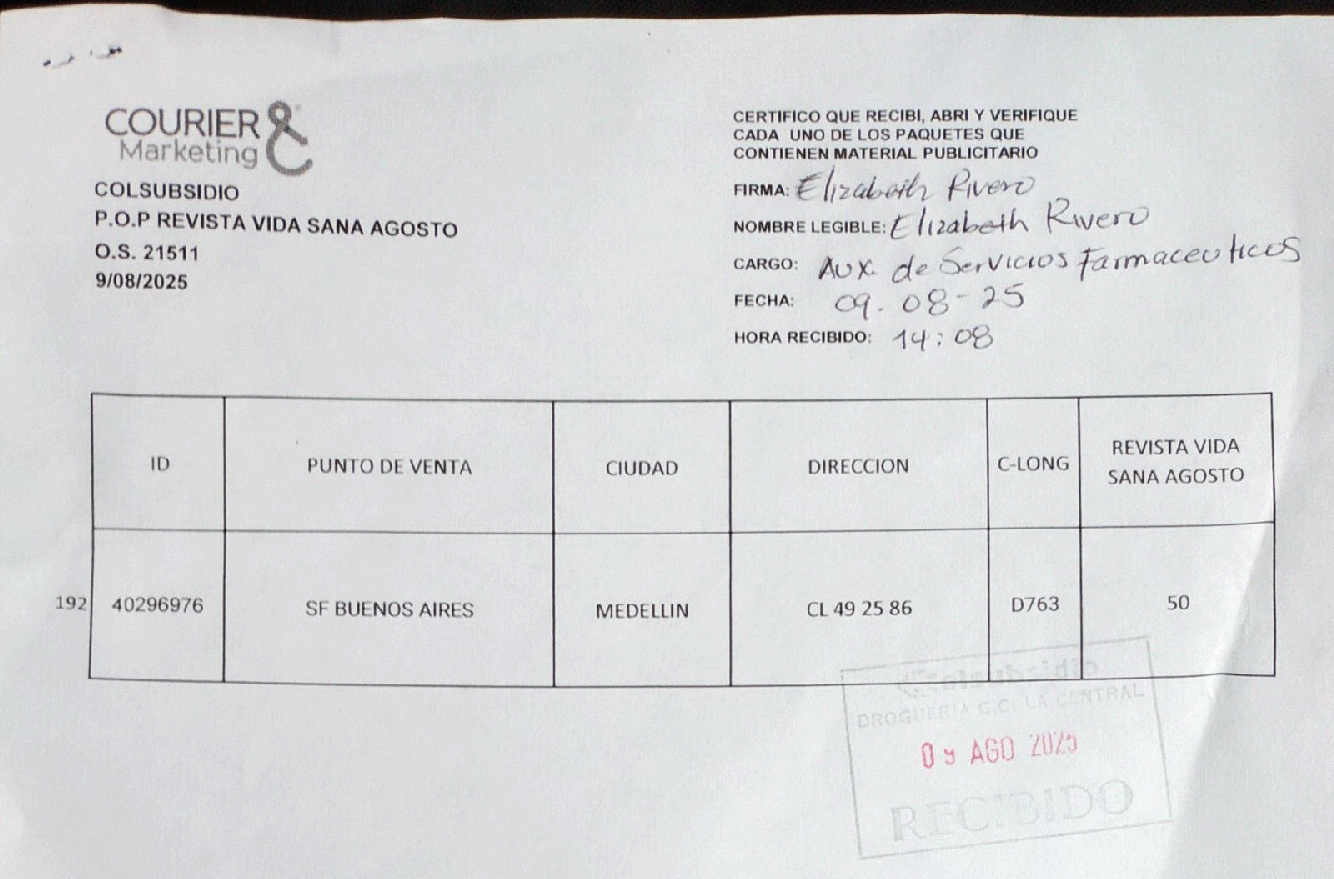 COURIER &
Marketing
COLSUBSIDIO
P.O.P REVISTA VIDA SANA AGOSTO
O.S. 21511
9/08/2025
CERTIFICO QUE RECIBI, ABRI Y VERIFIQUE
CADA UNO DE LOS PAQUETES QUE
CONTIENEN MATERIAL PUBLICITARIO
FIRMA: Elizabeth Rivero
NOMBRE LEGIBLE: Elizabeth Rivero
CARGO: Aux. de Servicios Farmaceuticos
FECHA: 09-08-25
HORA RECIBIDO: 14:08
ID PUNTO DE VENTA CIUDAD DIRECCION C-LONG REVISTA VIDA SANA AGOSTO
192 40296976 SF BUENOS AIRES MEDELLIN CL 49 25 86 D763 50
Colsubsidio
DROGUERIA C.C. LA CENTRAL
09 AGO 2025
RECIBIDO